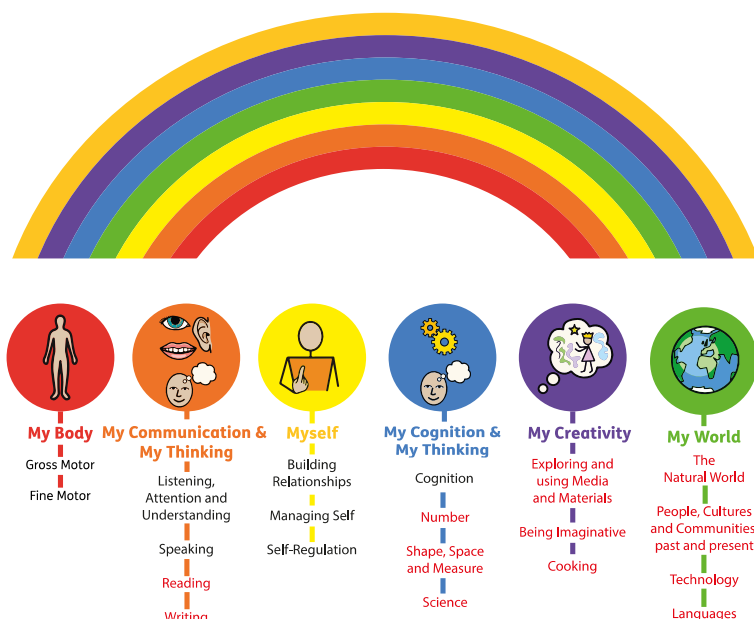 My Body
Gross Motor
Fine Motor
My Communication &
My Thinking
Listening,
Attention and
Understanding
Speaking
Reading
Writing
Myself
Building
Relationships
Managing Self
Self-Regulation
My Cognition &
My Thinking
Cognition
Number
Shape, Space
and Measure
Science
My Creativity
Exploring and
using Media
and Materials
Being Imaginative
Cooking
My World
The
Natural World
People, Cultures
and Communities
past and present
Technology
Languages